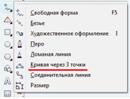 Свободная форма F5
Безье
Художественное оформление I
Перо
Ломаная линия
Кривая через 3 точки
Соединительная линия
Размер